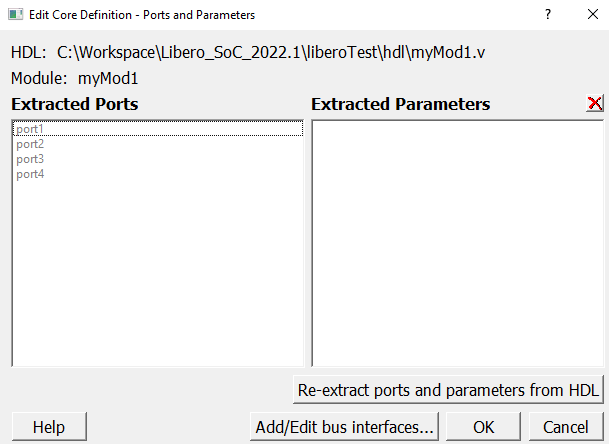 Edit Core Definition - Ports and Parameters
HDL: C:\Workspace\Libero_SoC_2022.1\liberoTest\hdl\myMod1.v
Module: myMod1
Extracted Ports
Extracted Parameters
port1
port2
port3
port4
Re-extract ports and parameters from HDL
Help
Add/Edit bus interfaces...
OK
Cancel